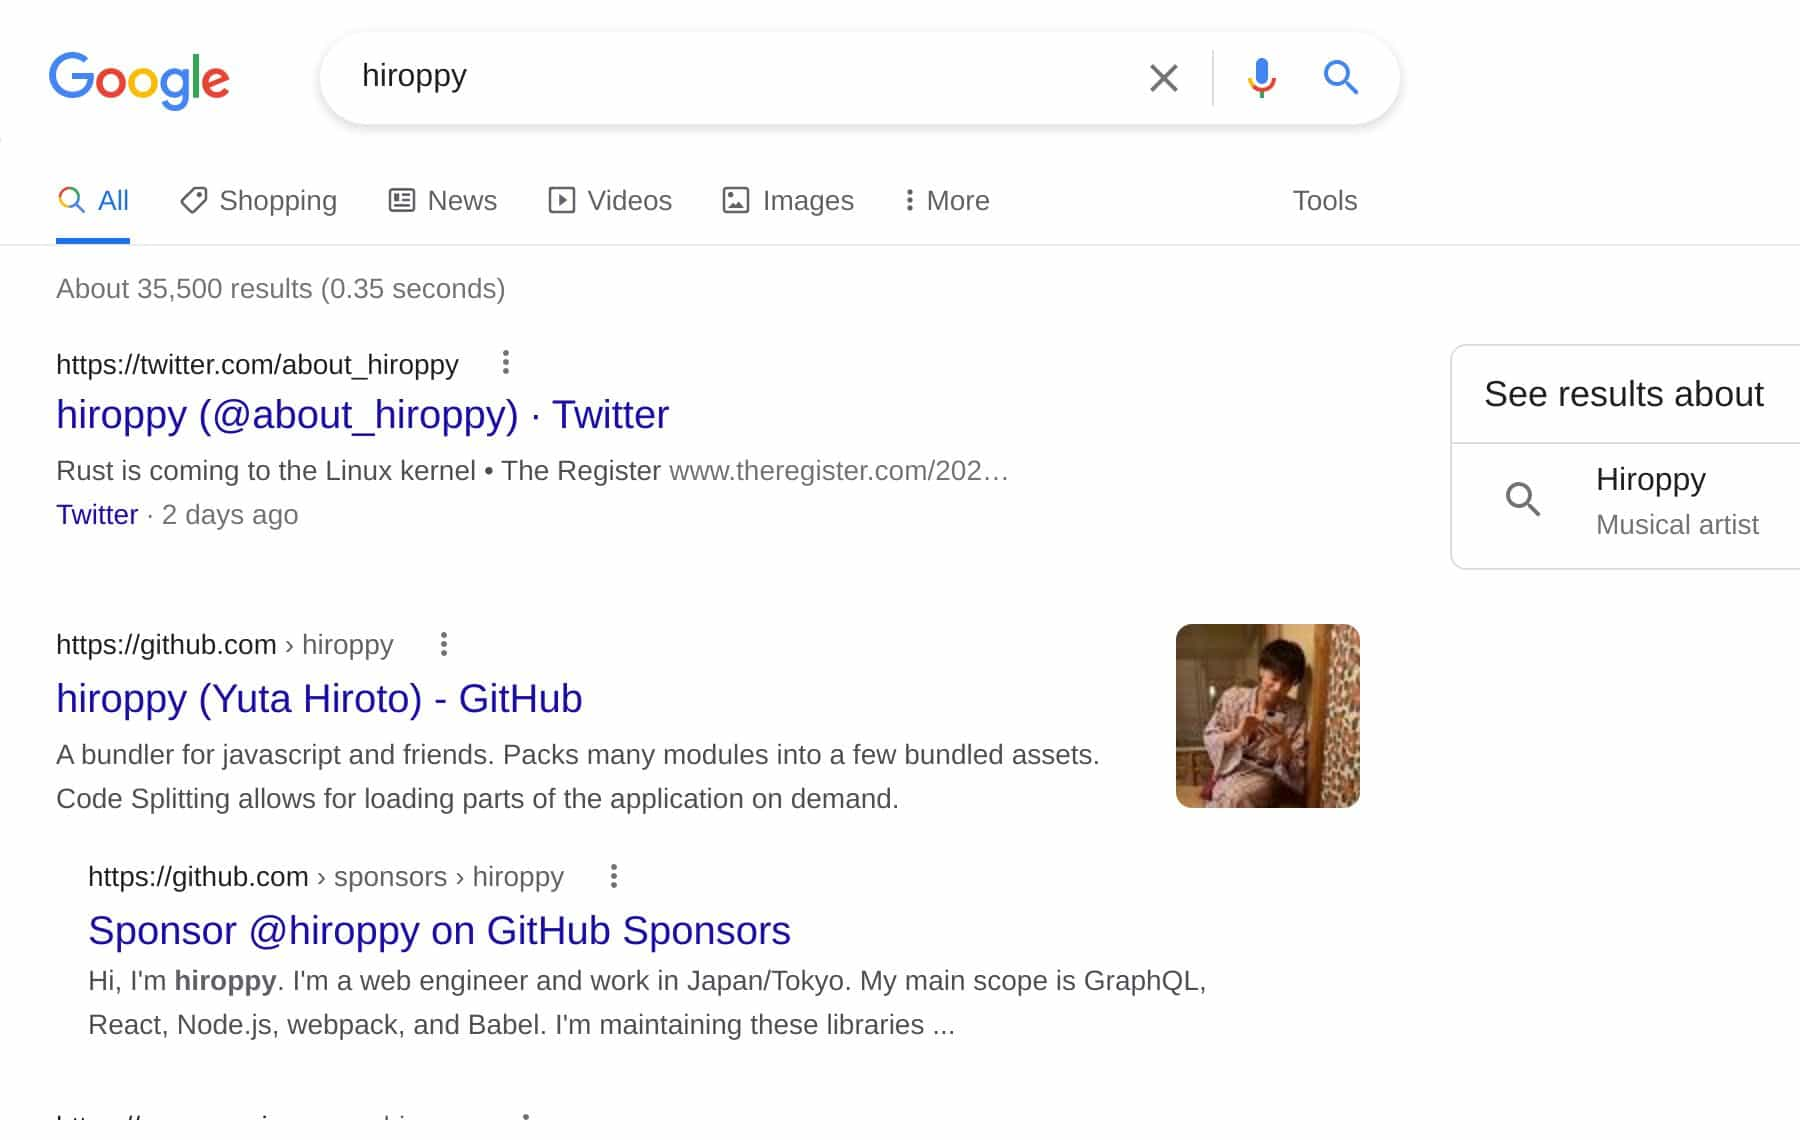 Google
hiroppy
All Shopping News Videos Images More Tools
About 35,500 results (0.35 seconds)
https://twitter.com/about_hiroppy
hiroppy (@about_hiroppy) · Twitter
Rust is coming to the Linux kernel • The Register www.theregister.com/202…
Twitter · 2 days ago
See results about
Hiroppy
Musical artist
https://github.com › hiroppy
hiroppy (Yuta Hiroto) - GitHub
A bundler for javascript and friends. Packs many modules into a few bundled assets.
Code Splitting allows for loading parts of the application on demand.
https://github.com › sponsors › hiroppy
Sponsor @hiroppy on GitHub Sponsors
Hi, I'm hiroppy. I'm a web engineer and work in Japan/Tokyo. My main scope is GraphQL,
React, Node.js, webpack, and Babel. I'm maintaining these libraries ...